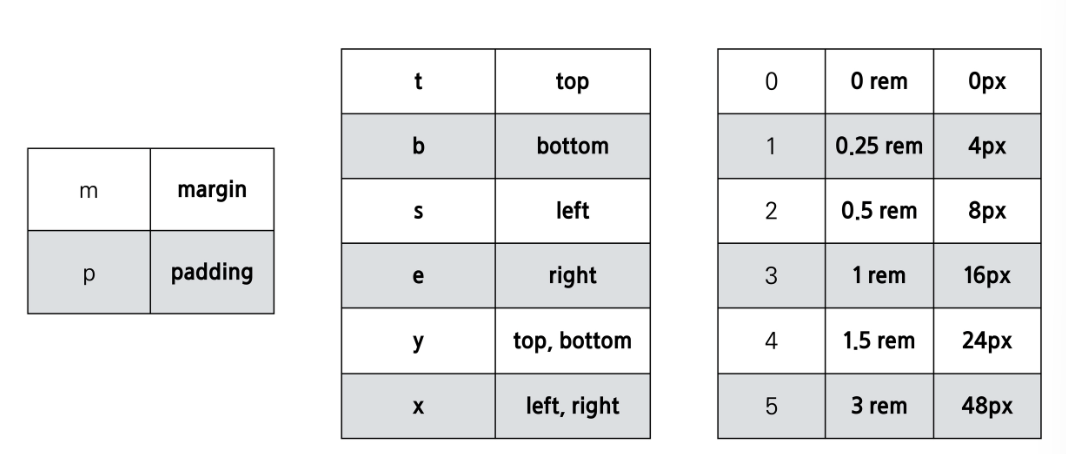 m margin
p padding
t top
b bottom
s left
e right
y top, bottom
x left, right
0 0 rem 0px
1 0.25 rem 4px
2 0.5 rem 8px
3 1 rem 16px
4 1.5 rem 24px
5 3 rem 48px